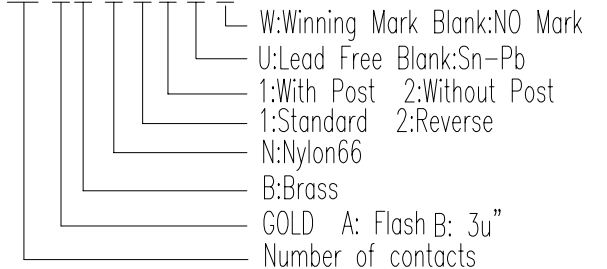 W:Winning Mark Blank:NO Mark
U:Lead Free Blank:Sn-Pb
1:With Post 2:Without Post
1:Standard 2:Reverse
N:Nylon66
B:Brass
GOLD A: Flash B: 3u"
Number of contacts